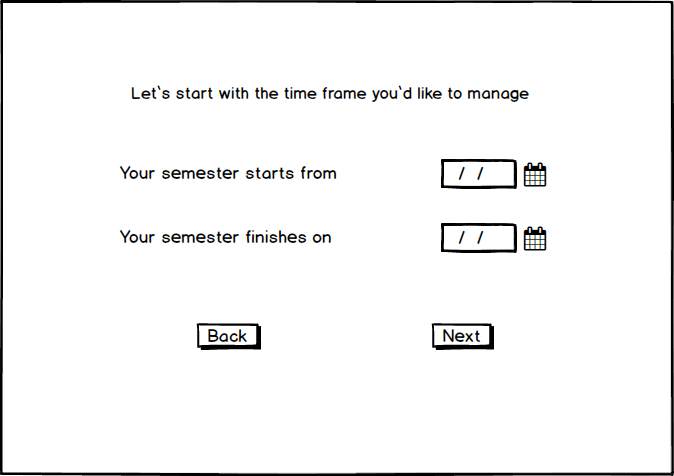 Let's start with the time frame you'd like to manage
Your semester starts from / /
Your semester finishes on / /
Back Next